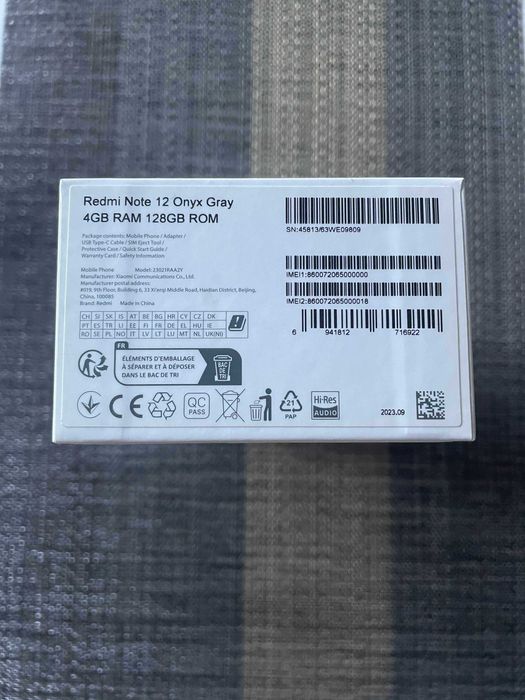 Redmi Note 12 Onyx Gray
4GB RAM 128GB ROM
Package contents: Mobile Phone / Adapter /
USB Type-C Cable / SIM Eject Tool /
Protective Case / Quick Start Guide /
Warranty Card / Safety Information
Mobile Phone Model: 23021RAA2Y
Manufacturer: Xiaomi Communications Co., Ltd.
Manufacturer postal address:
#019, 9th Floor, Building 6, 33 Xi'erqi Middle Road, Haidian District, Beijing,
China, 100085
Brand: Redmi Made in China
CH SI SK IS AT BE BG HR CY CZ DK
PT ES TR LI EE FI FR DE EL HU IE
RO SE PL NO IT LV LT LU MT NL UK(NI)
FR
ÉLÉMENTS D'EMBALLAGE
À SÉPARER ET À DÉPOSER
DANS LE BAC DE TRI
BAC
DE
TRI
CE
QC
PASS
21
PAP
Hi-Res
AUDIO
SN:45813/63WE09809
IMEI1:860072065000000
IMEI2:860072065000018
6 941812 716922
2023.09